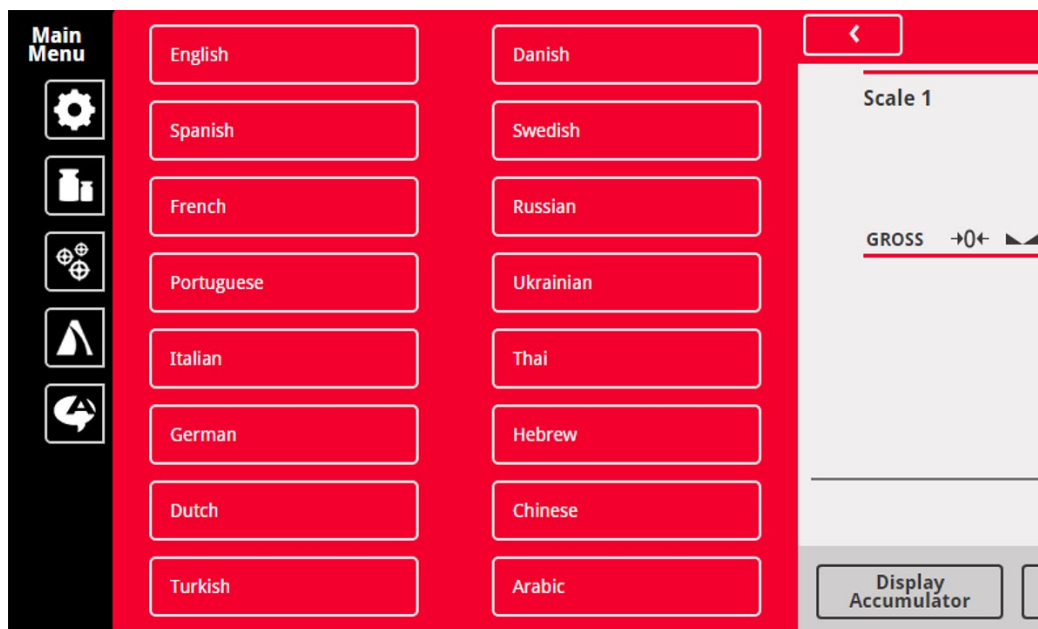 Main
Menu
English
Spanish
French
Portuguese
Italian
German
Dutch
Turkish
Danish
Swedish
Russian
Ukrainian
Thai
Hebrew
Chinese
Arabic
Scale 1
GROSS →0←
Display
Accumulator